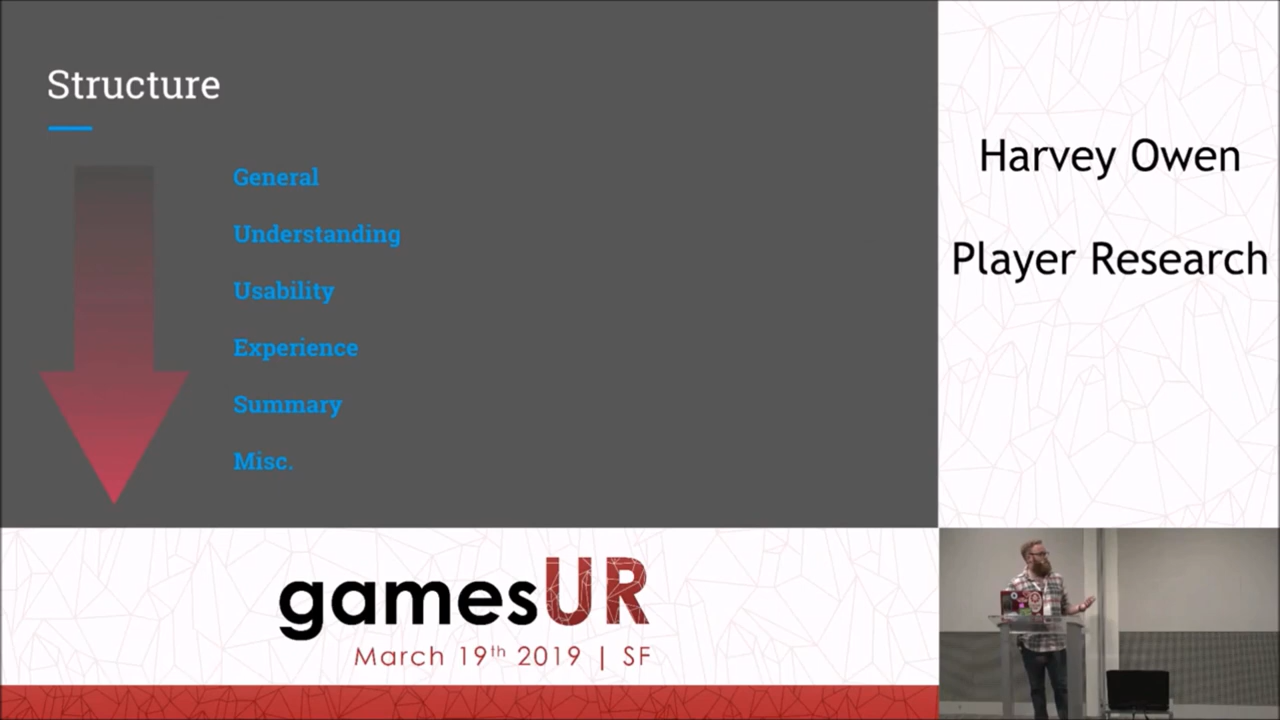 Structure
General
Understanding
Usability
Experience
Summary
Misc.
Harvey Owen
Player Research
gamesUR
March 19th 2019 | SF